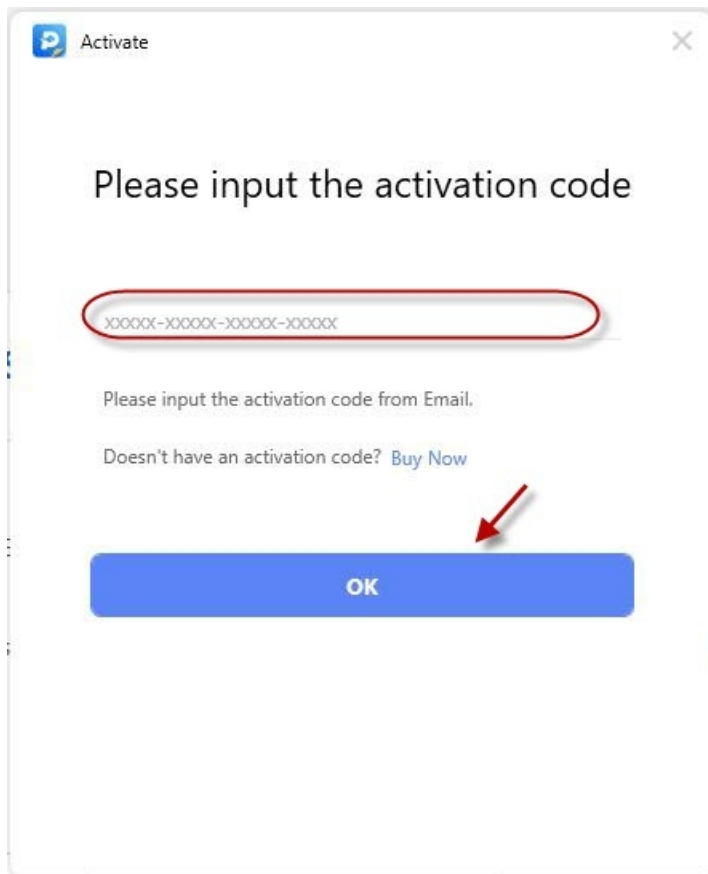 Activate
Please input the activation code
xxxxx-xxxxx-xxxxx-xxxxx
Please input the activation code from Email.
Doesn't have an activation code? Buy Now
OK